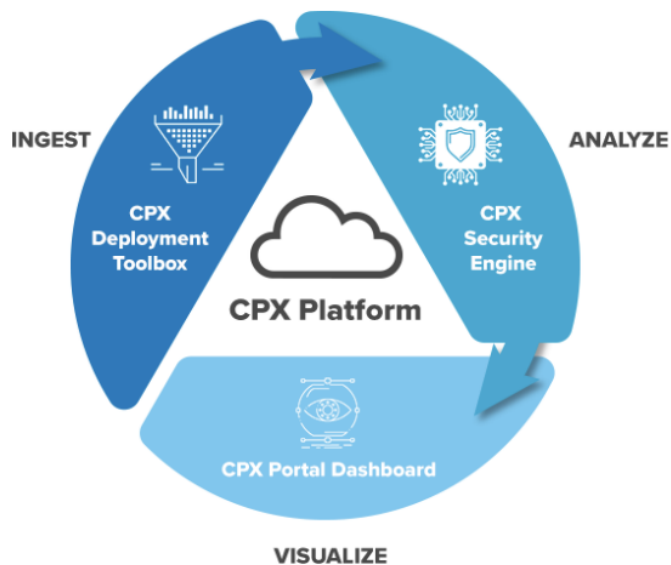 INGEST
CPX
Deployment
Toolbox
ANALYZE
CPX
Security
Engine
CPX Platform
CPX Portal Dashboard
VISUALIZE